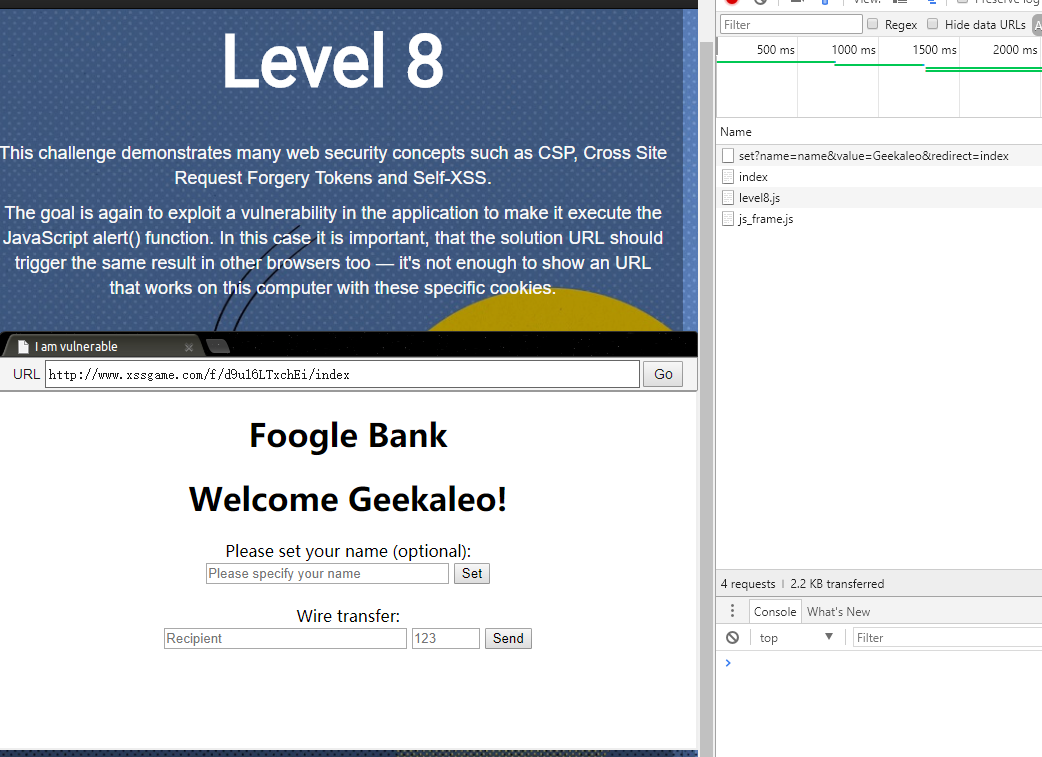 Level 8
This challenge demonstrates many web security concepts such as CSP, Cross Site
Request Forgery Tokens and Self-XSS.
The goal is again to exploit a vulnerability in the application to make it execute the
JavaScript alert() function. In this case it is important, that the solution URL should
trigger the same result in other browsers too — it's not enough to show an URL
that works on this computer with these specific cookies.
I am vulnerable
URL http://www.xssgame.com/f/d9u16LTxchEi/index Go
Foogle Bank
Welcome Geekaleo!
Please set your name (optional):
Please specify your name Set
Wire transfer:
Recipient 123 Send
View: Preserve log
Filter Regex Hide data URLs A
500 ms 1000 ms 1500 ms 2000 ms
Name
set?name=name&value=Geekaleo&redirect=index
index
level8.js
js_frame.js
4 requests | 2.2 KB transferred
Console What's New
top Filter